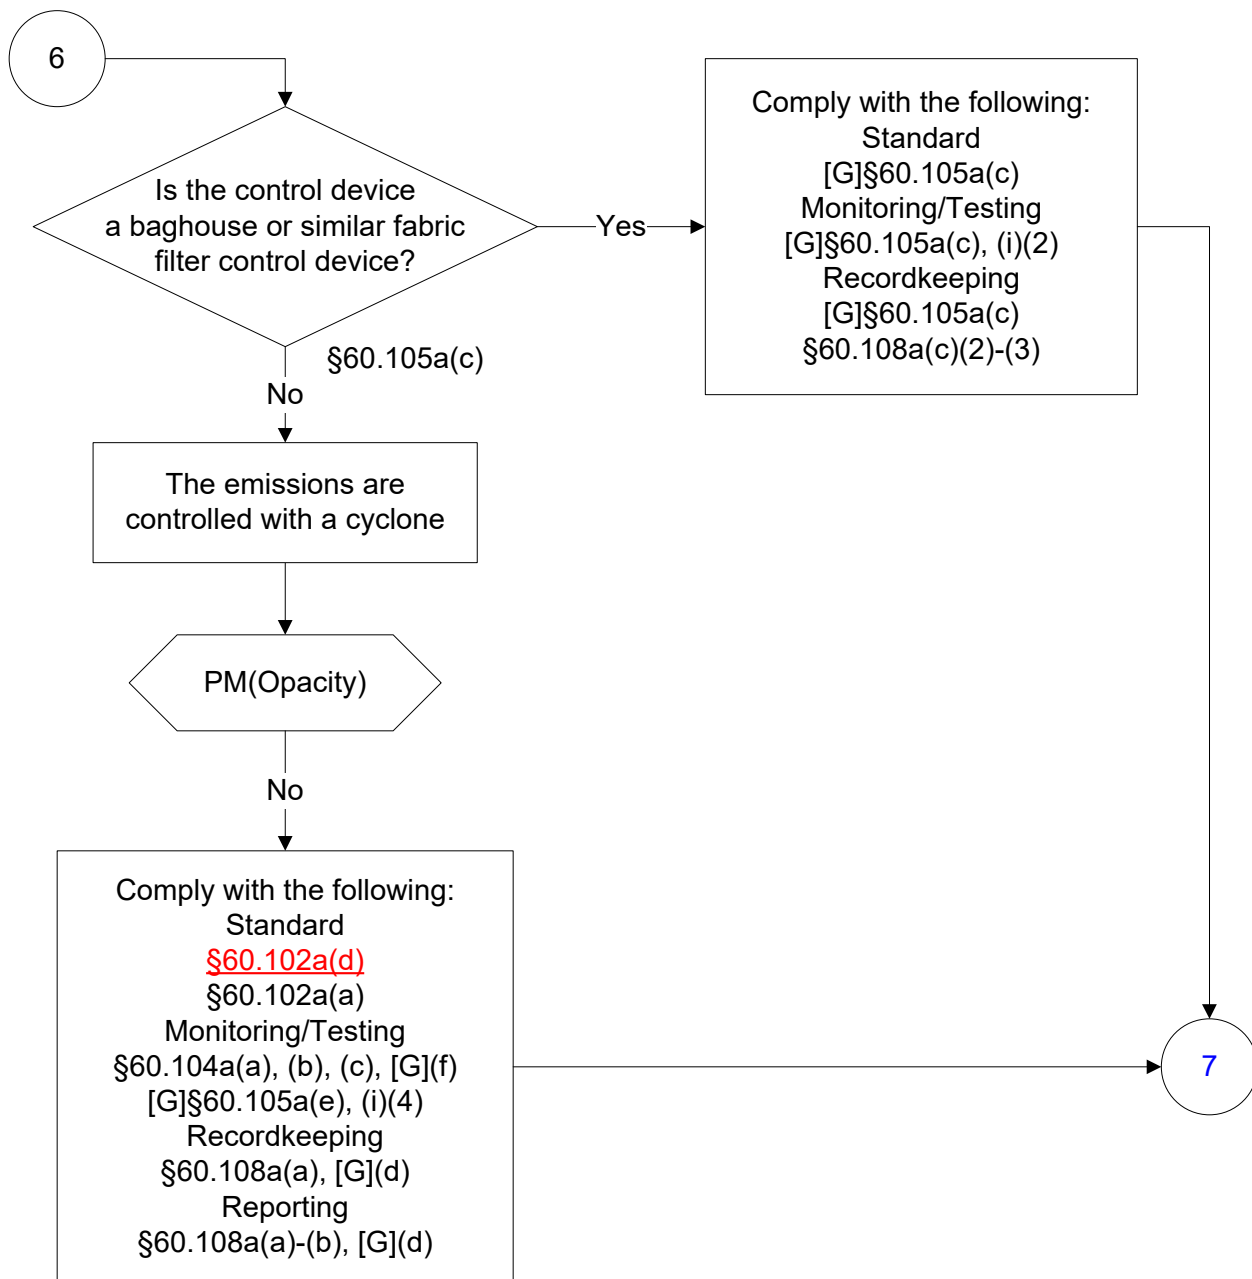 6
Is the control device
a baghouse or similar fabric
filter control device?
§60.105a(c)
Yes
Comply with the following:
Standard
[G]§60.105a(c)
Monitoring/Testing
[G]§60.105a(c), (i)(2)
Recordkeeping
[G]§60.105a(c)
§60.108a(c)(2)-(3)
No
The emissions are
controlled with a cyclone
PM(Opacity)
No
Comply with the following:
Standard
§60.102a(d)
§60.102a(a)
Monitoring/Testing
§60.104a(a), (b), (c), [G](f)
[G]§60.105a(e), (i)(4)
Recordkeeping
§60.108a(a), [G](d)
Reporting
§60.108a(a)-(b), [G](d)
7